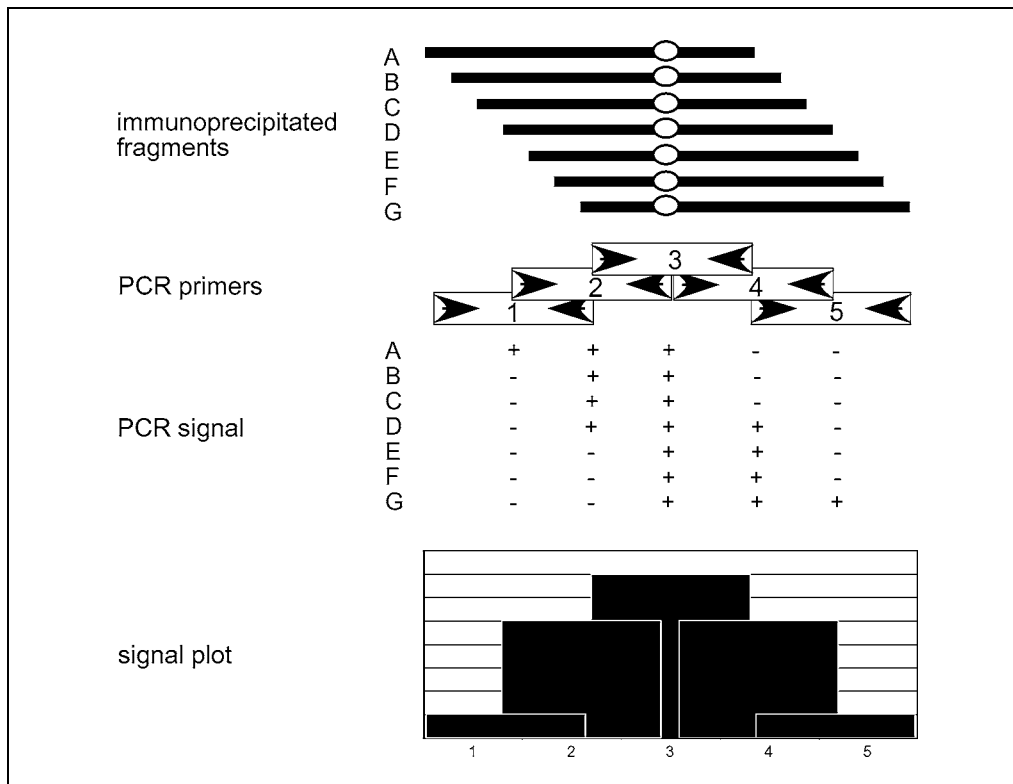 A
B
C
immunoprecipitated
D
fragments
E
F
G
3
PCR primers
2 4
1 5
A + + + - -
B - + + - -
C - + + - -
PCR signal
D - + + + -
E - - + + -
F - - + + -
G - - + + +
signal plot
1 2 3 4 5